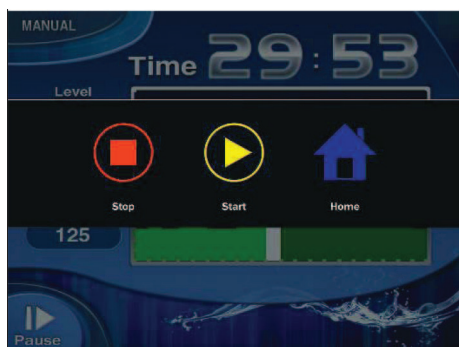 MANUAL
Time 29:53
Level
Stop Start Home
125
Pause